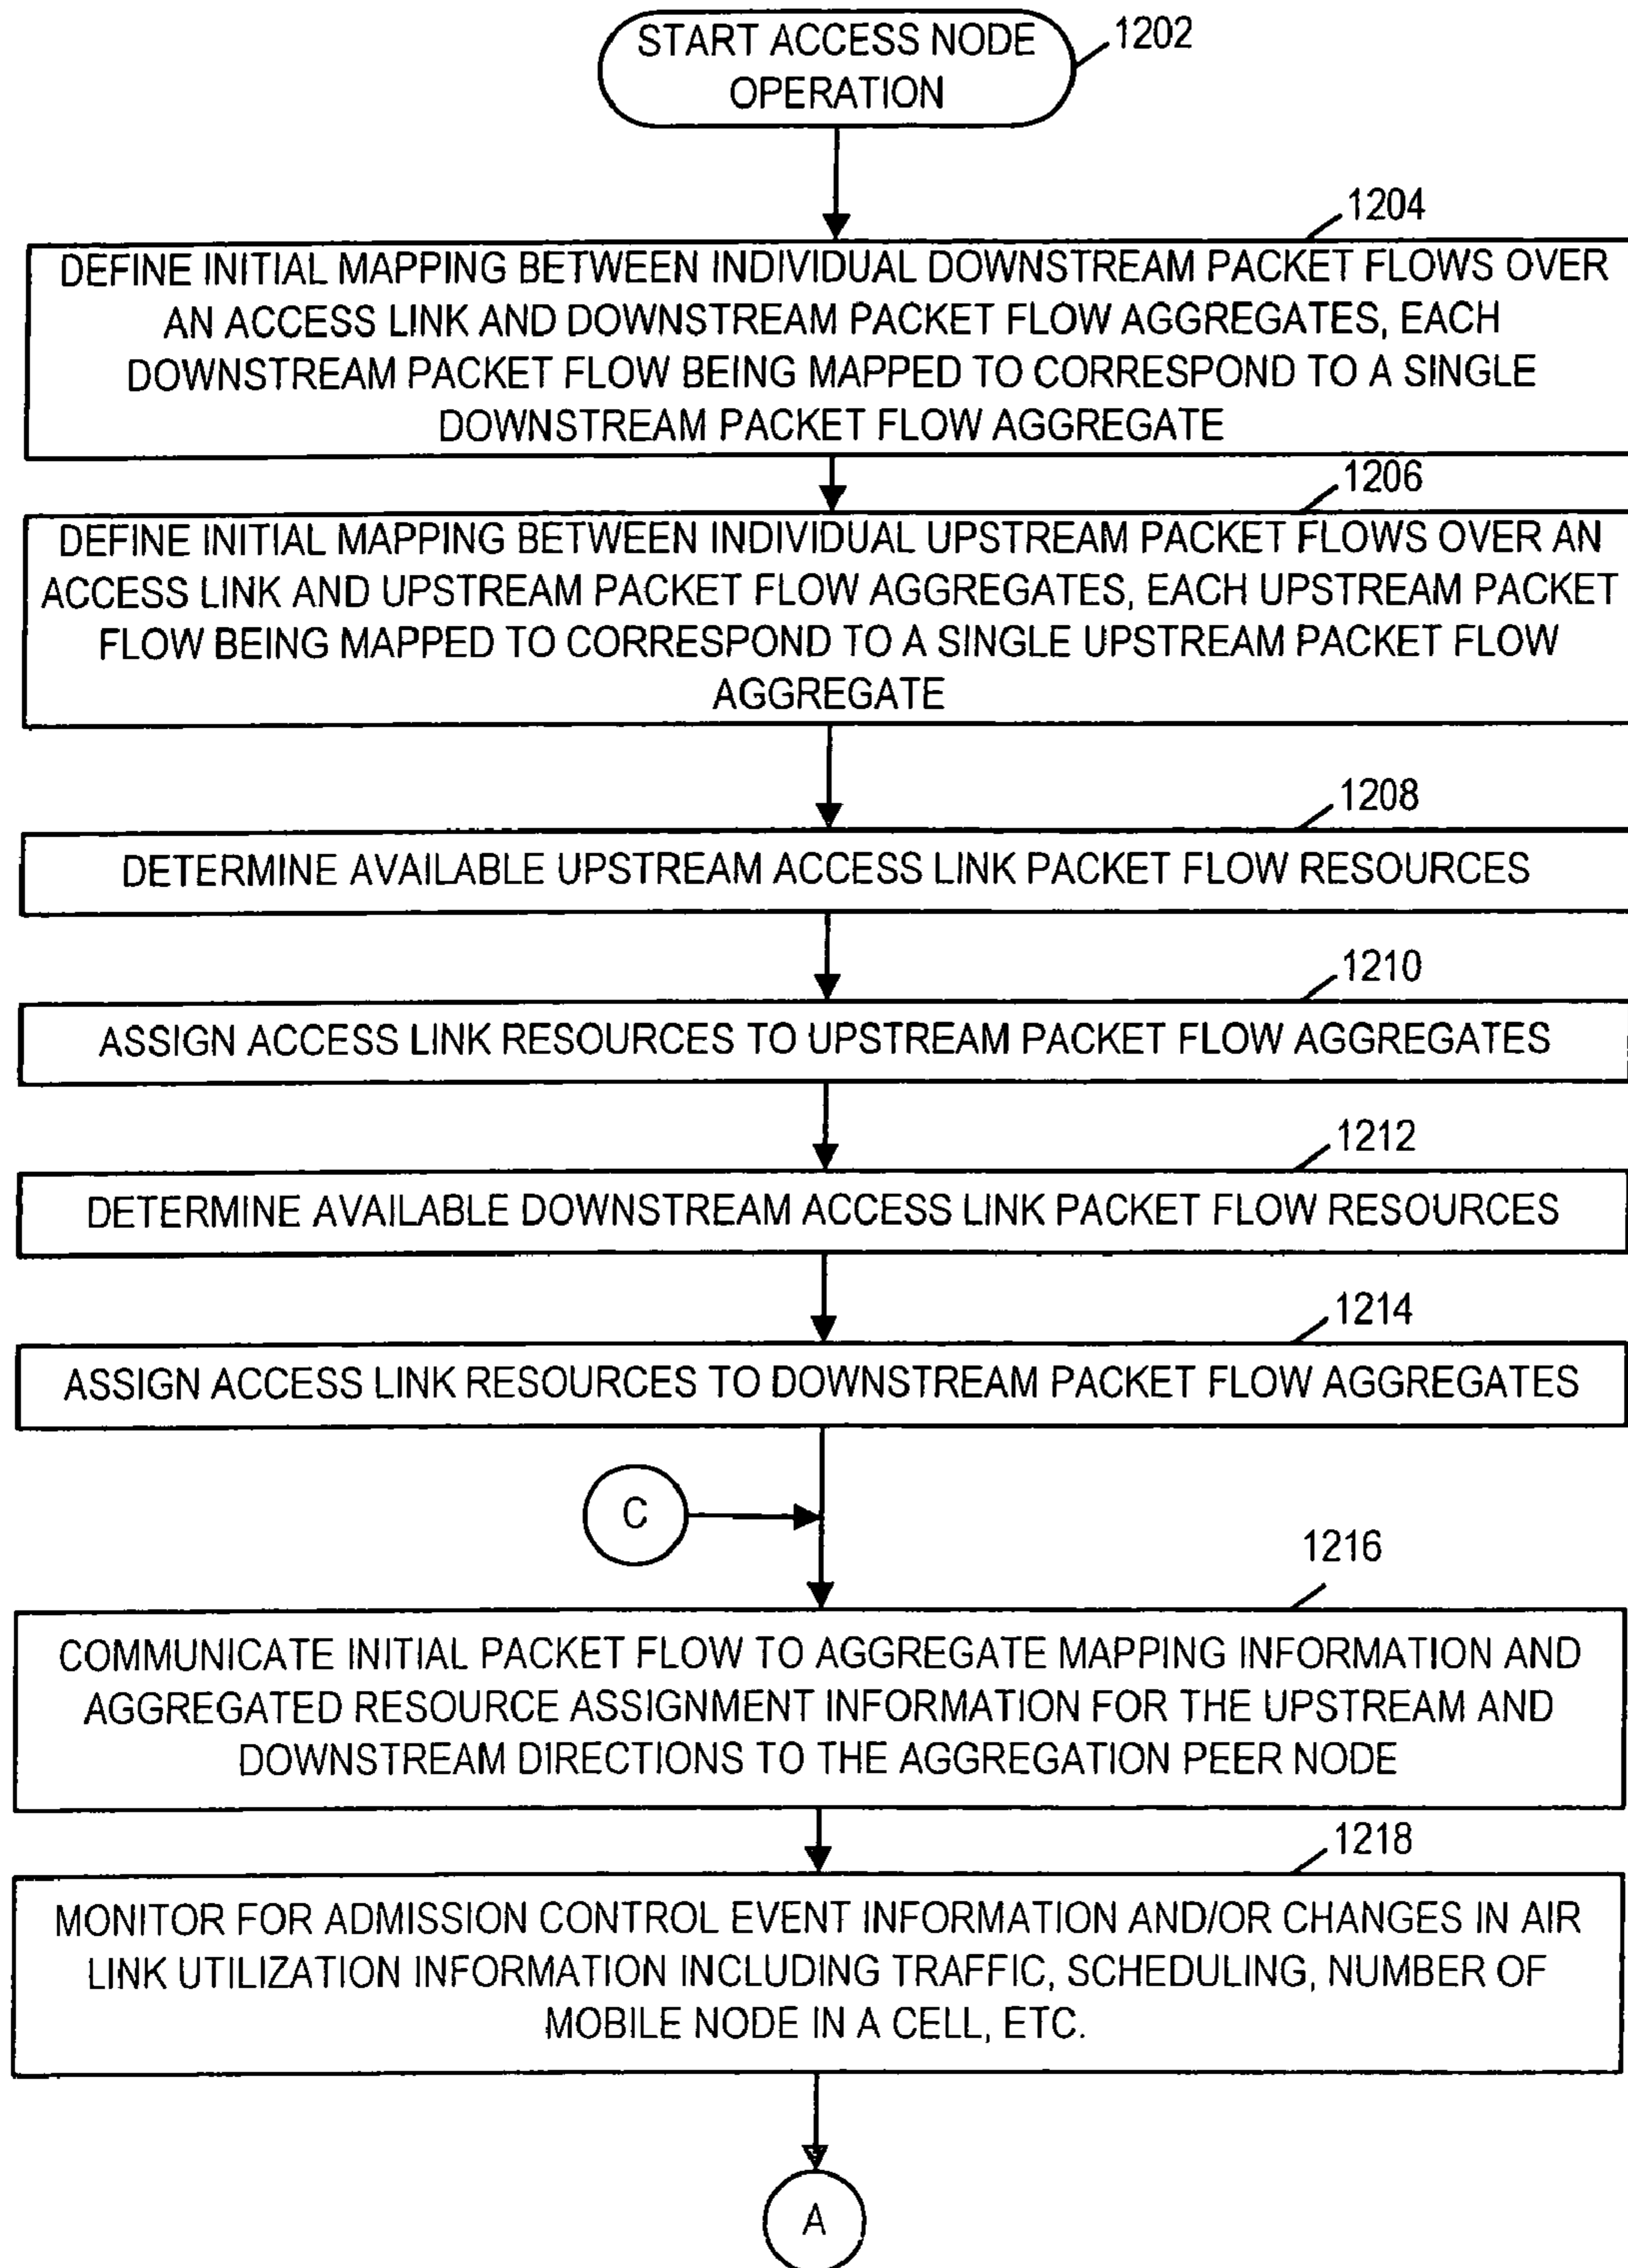 START ACCESS NODE
OPERATION
1202
1204
DEFINE INITIAL MAPPING BETWEEN INDIVIDUAL DOWNSTREAM PACKET FLOWS OVER
AN ACCESS LINK AND DOWNSTREAM PACKET FLOW AGGREGATES, EACH
DOWNSTREAM PACKET FLOW BEING MAPPED TO CORRESPOND TO A SINGLE
DOWNSTREAM PACKET FLOW AGGREGATE
1206
DEFINE INITIAL MAPPING BETWEEN INDIVIDUAL UPSTREAM PACKET FLOWS OVER AN
ACCESS LINK AND UPSTREAM PACKET FLOW AGGREGATES, EACH UPSTREAM PACKET
FLOW BEING MAPPED TO CORRESPOND TO A SINGLE UPSTREAM PACKET FLOW
AGGREGATE
1208
DETERMINE AVAILABLE UPSTREAM ACCESS LINK PACKET FLOW RESOURCES
1210
ASSIGN ACCESS LINK RESOURCES TO UPSTREAM PACKET FLOW AGGREGATES
1212
DETERMINE AVAILABLE DOWNSTREAM ACCESS LINK PACKET FLOW RESOURCES
1214
ASSIGN ACCESS LINK RESOURCES TO DOWNSTREAM PACKET FLOW AGGREGATES
C
1216
COMMUNICATE INITIAL PACKET FLOW TO AGGREGATE MAPPING INFORMATION AND
AGGREGATED RESOURCE ASSIGNMENT INFORMATION FOR THE UPSTREAM AND
DOWNSTREAM DIRECTIONS TO THE AGGREGATION PEER NODE
1218
MONITOR FOR ADMISSION CONTROL EVENT INFORMATION AND/OR CHANGES IN AIR
LINK UTILIZATION INFORMATION INCLUDING TRAFFIC, SCHEDULING, NUMBER OF
MOBILE NODE IN A CELL, ETC.
A